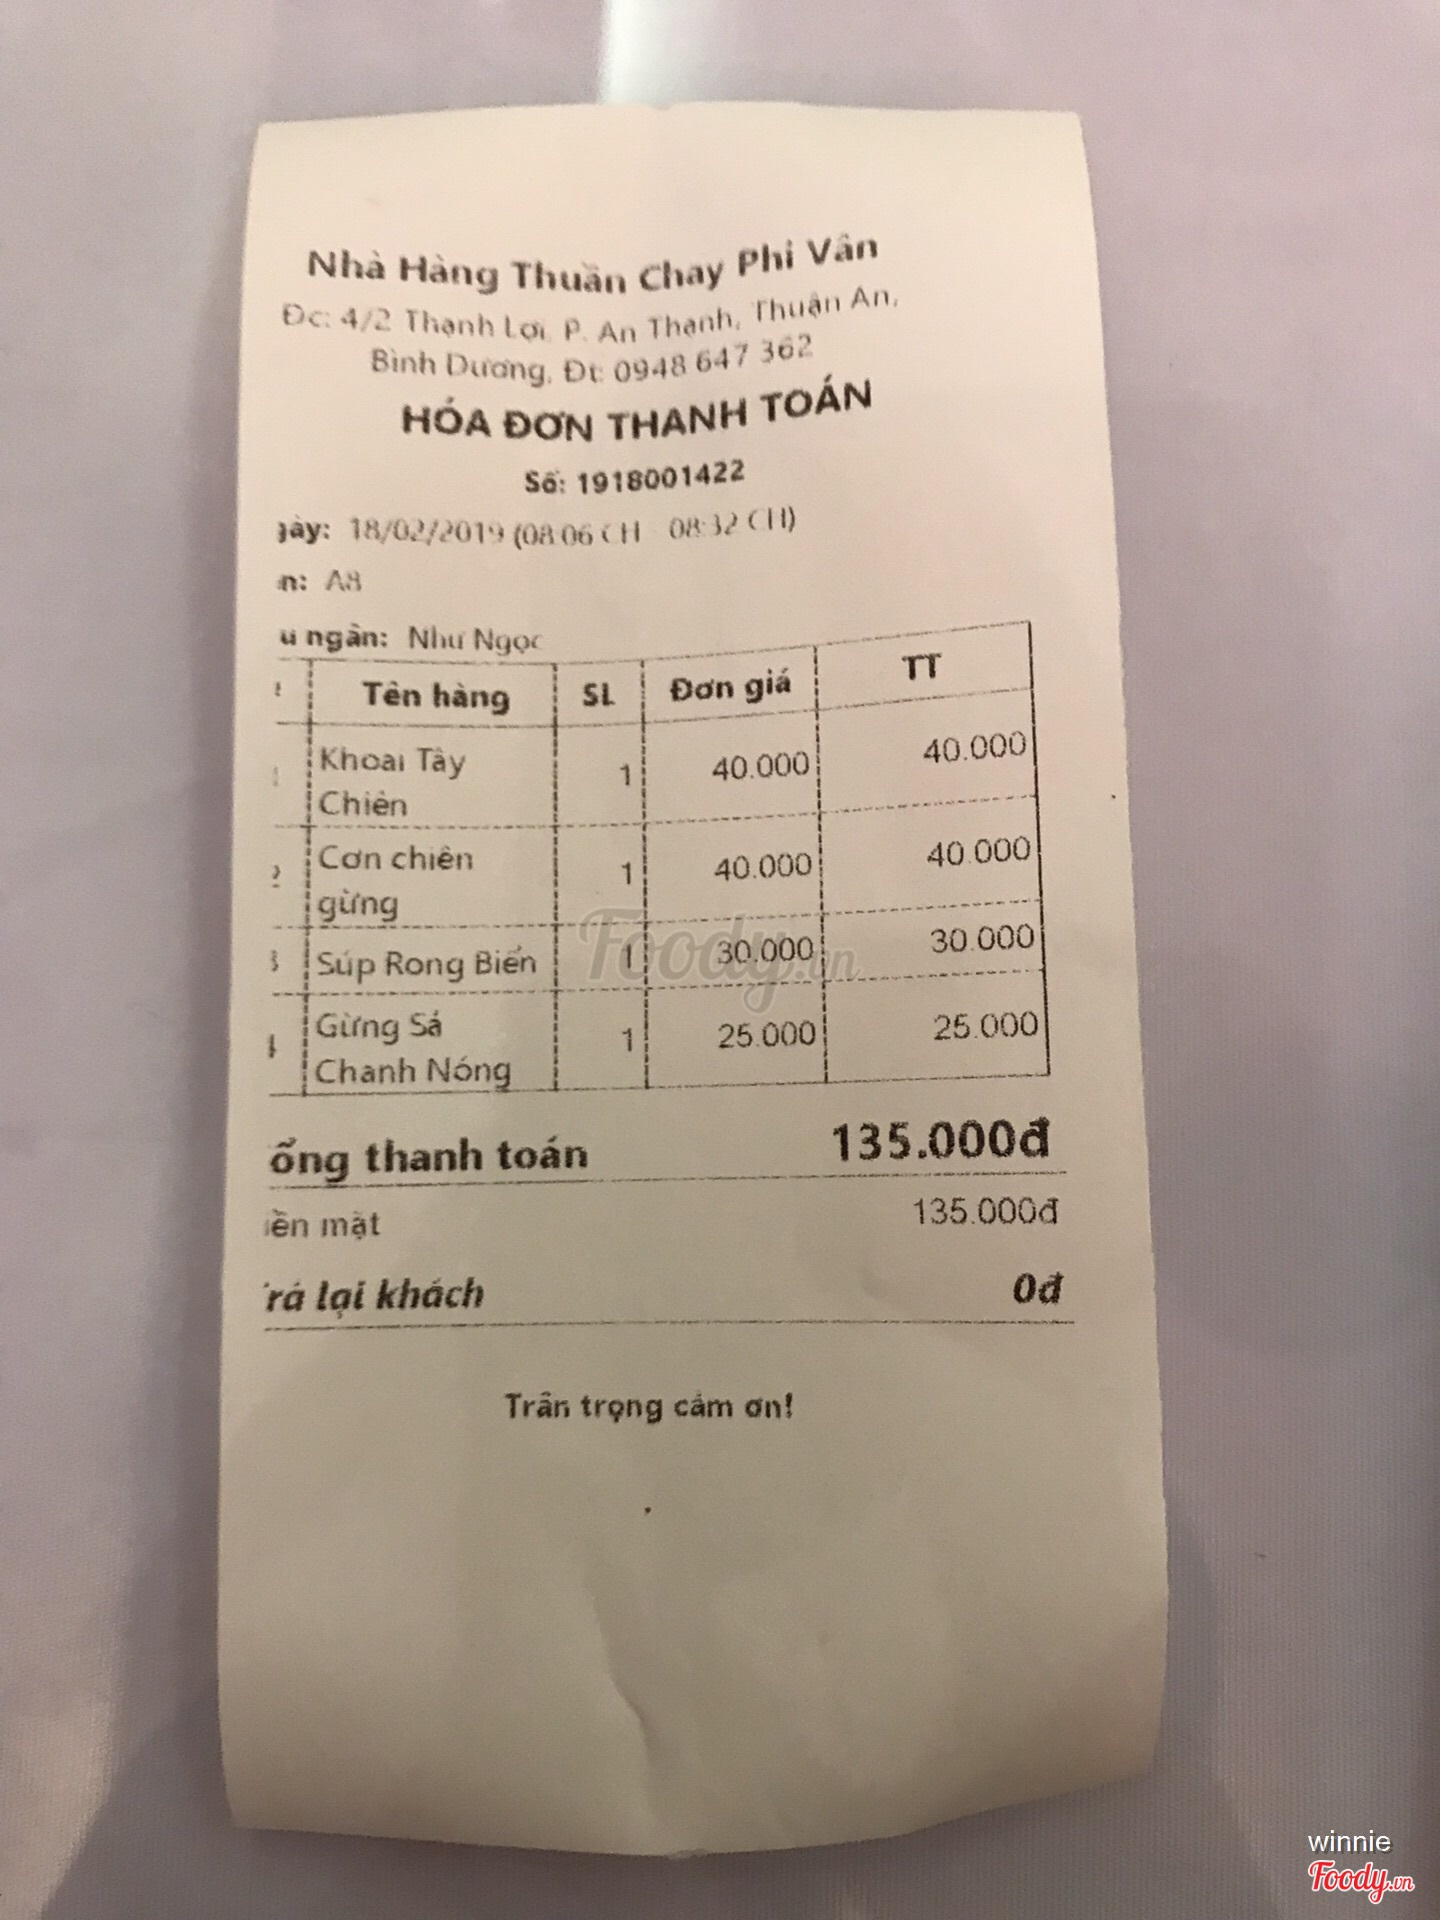 Nhà Hàng Thuần Chay Phi Vân
Đc: 4/2 Thạnh Lợi, P. An Thạnh, Thuận An,
Bình Dương, Đt: 0948 647 362
HÓA ĐƠN THANH TOÁN
Số: 1918001422
gày: 18/02/2019 (08:06 CH - 08:32 CH)
n: A8
u ngân: Như Ngọc
Tên hàng SL Đơn giá TT
Khoai Tây
Chiên 1 40.000 40.000
2 Cơn chiên
gừng 1 40.000 40.000
3 Súp Rong Biển 1 30.000 30.000
4 Gừng Sả
Chanh Nóng 1 25.000 25.000
ổng thanh toán 135.000đ
iền mặt 135.000đ
rả lại khách 0đ
Trân trọng cảm ơn!
Foody.vn
winnie
Foody.vn